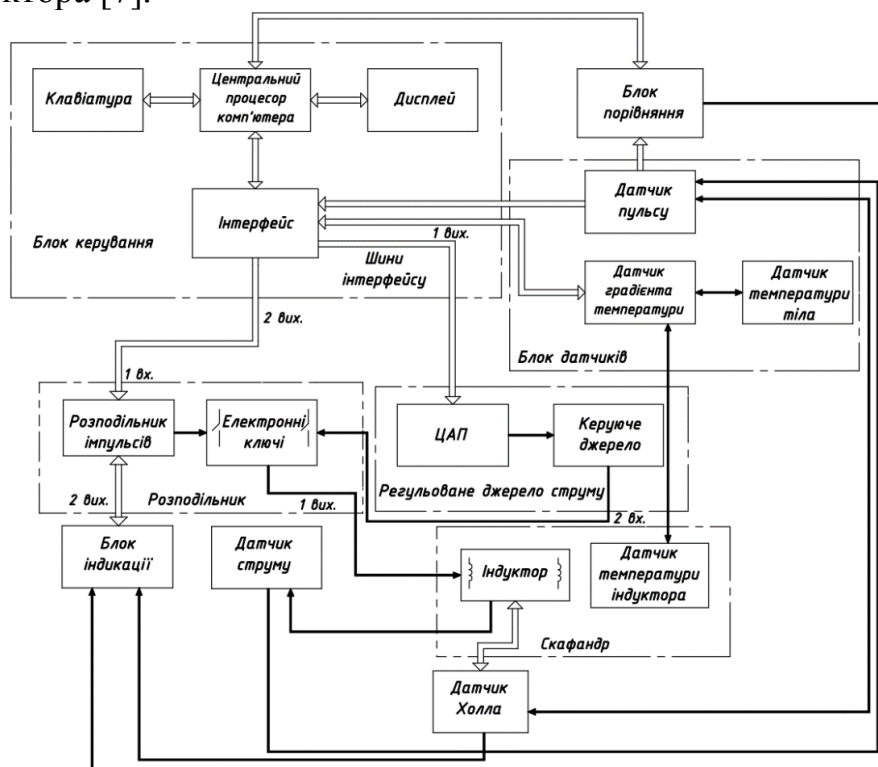 ктора [7].
Клавіатура
Центральний
процесор
комп'ютера
Дисплей
Блок
порівняння
Інтерфейс
Блок керування
Шини
інтерфейсу
1 вих.
2 вих.
Датчик
пульсу
Датчик
градієнта
температури
Датчик
температури
тіла
Блок датчиків
1 вх.
Розподільник
імпульсів
Електронні
ключі
2 вих.
Розподільник
1 вих.
ЦАП
Керуюче
джерело
Регульоване джерело струму
2 вх.
Блок
індикації
Датчик
струму
Індуктор
Датчик
температури
індуктора
Скафандр
Датчик
Холла